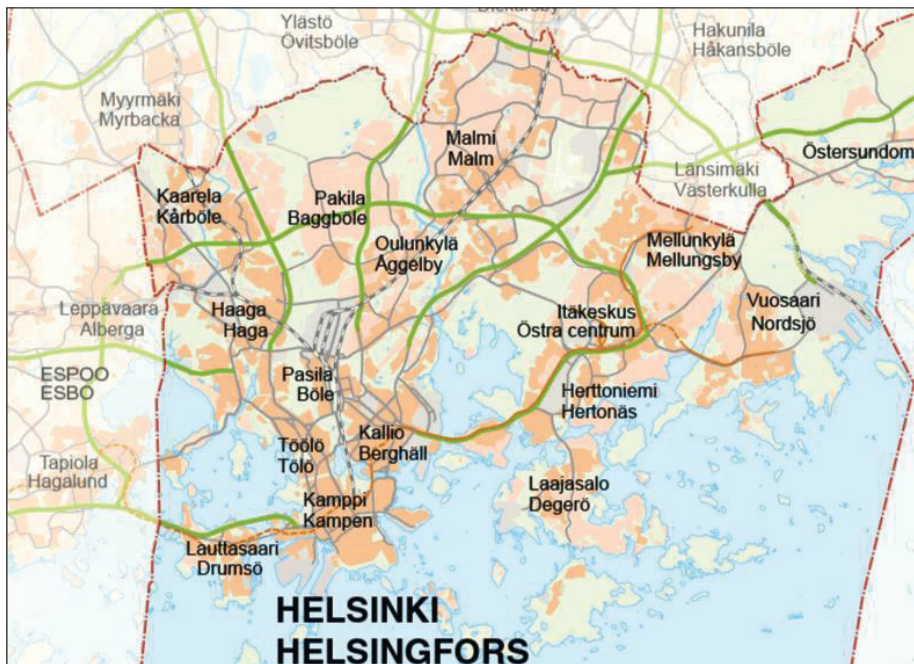 Ylästö
Övitsböle
Hakunila
Håkansböle
Myyrmäki
Myrbacka
Malmi
Malm
Östersundom
Länsimäki
Västerkulla
Kaarela
Kårböle
Pakila
Baggböle
Oulunkylä
Åggelby
Mellunkylä
Mellungsby
Leppävaara
Alberga
Haaga
Haga
Itäkeskus
Östra centrum
Vuosaari
Nordsjö
ESPOO
ESBO
Pasila
Böle
Herttoniemi
Hertonäs
Töölö
Tölö
Kallio
Berghäll
Tapiola
Hagalund
Kamppi
Kampen
Laajasalo
Degerö
Lauttasaari
Drumsö
HELSINKI
HELSINGFORS